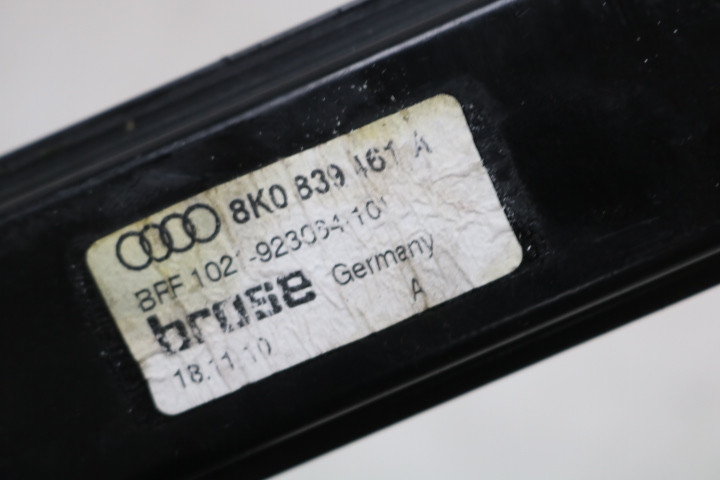 8K0 839 461 A
BFF 102 -923064-101
brose Germany
A
18.11.10